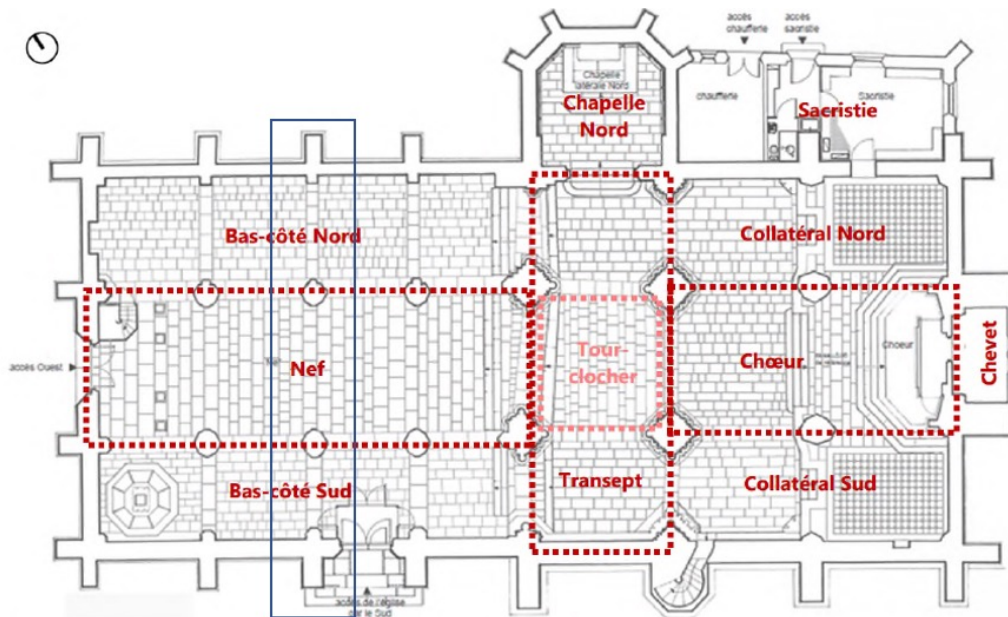 accès
chaufferie
accès
sacristie
Chapelle
latérale Nord
Chapelle
Nord
chaufferie
Sacristie
Sacristie
Bas-côté Nord
Collatéral Nord
accès Ouest
Nef
Tour-
clocher
Chœur
Choeur
Chevet
Bas-côté Sud
Transept
Collatéral Sud
accès de l'église
par le Sud